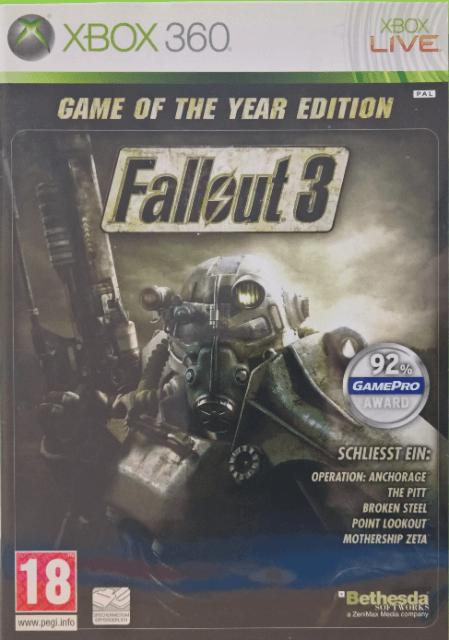 XBOX 360
XBOX
LIVE
PAL
GAME OF THE YEAR EDITION
Fallout 3
92%
GAMEPRO
AWARD
SCHLIESST EIN:
OPERATION: ANCHORAGE
THE PITT
BROKEN STEEL
POINT LOOKOUT
MOTHERSHIP ZETA
18
www.pegi.info
Bethesda
SOFTWORKS
a ZeniMax Media company